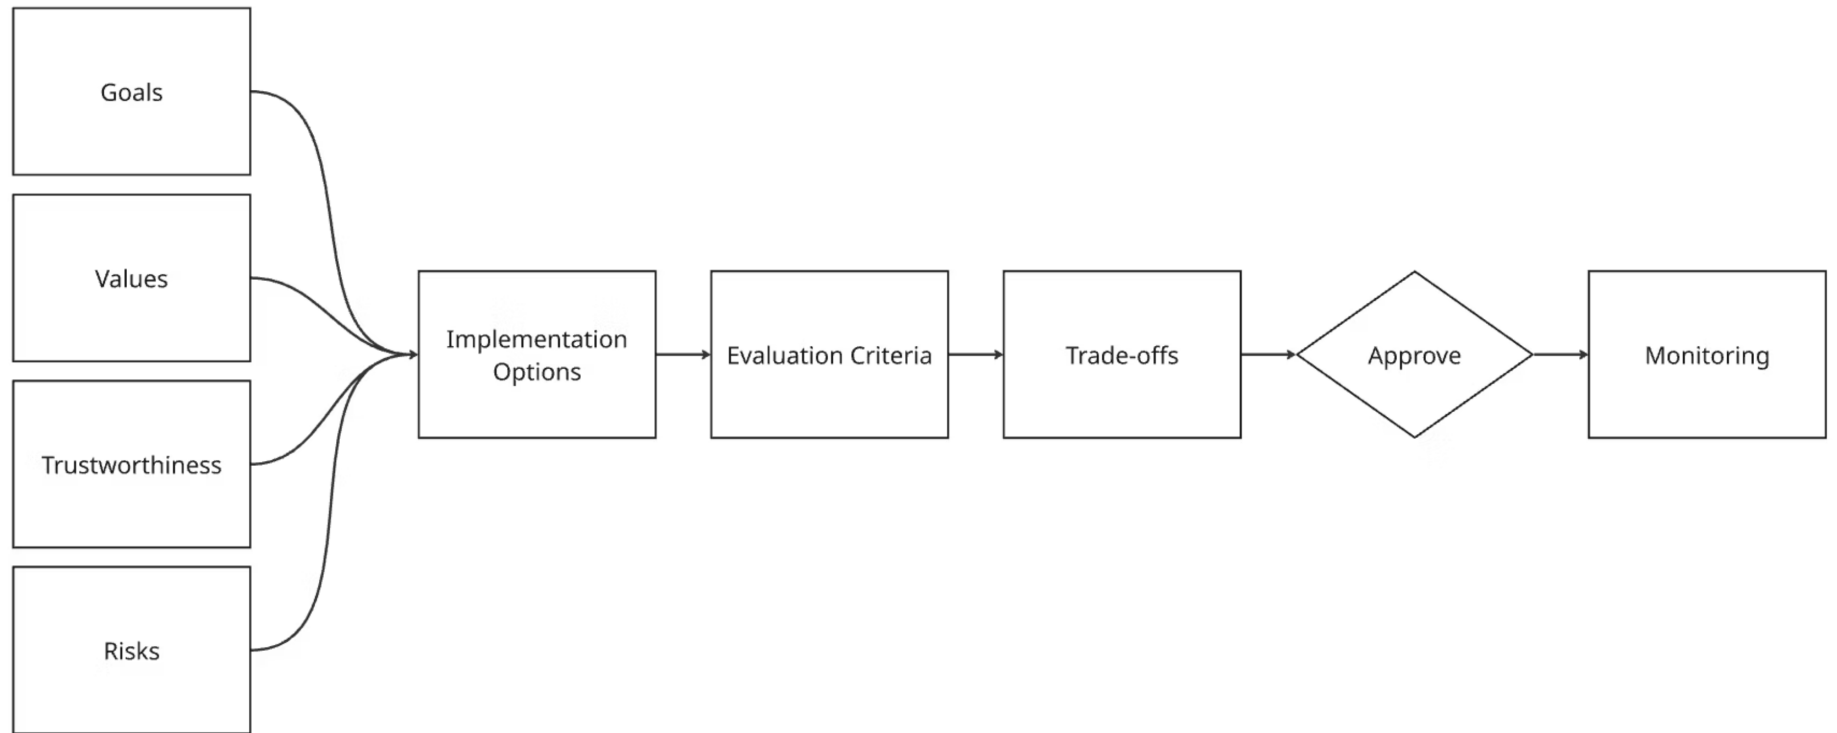 Goals
Values
Trustworthiness
Risks
Implementation
Options
Evaluation Criteria
Trade-offs
Approve
Monitoring